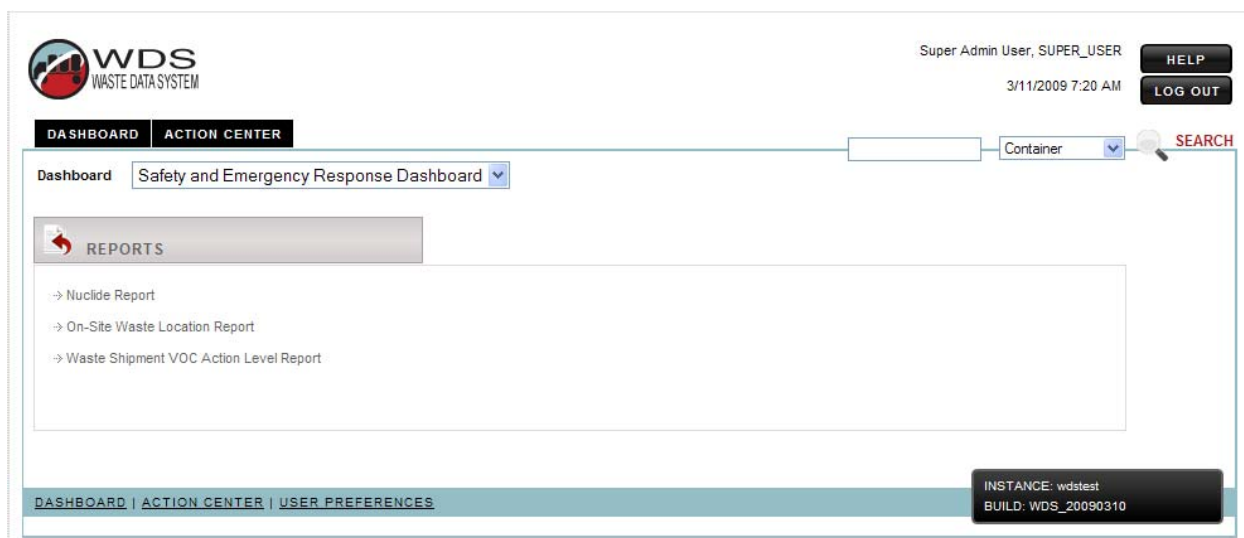 WDS
WASTE DATA SYSTEM
Super Admin User, SUPER_USER
3/11/2009 7:20 AM
HELP
LOG OUT
DASHBOARD
ACTION CENTER
Container
SEARCH
Dashboard
Safety and Emergency Response Dashboard
REPORTS
Nuclide Report
On-Site Waste Location Report
Waste Shipment VOC Action Level Report
DASHBOARD | ACTION CENTER | USER PREFERENCES
INSTANCE: wdstest
BUILD: WDS_20090310